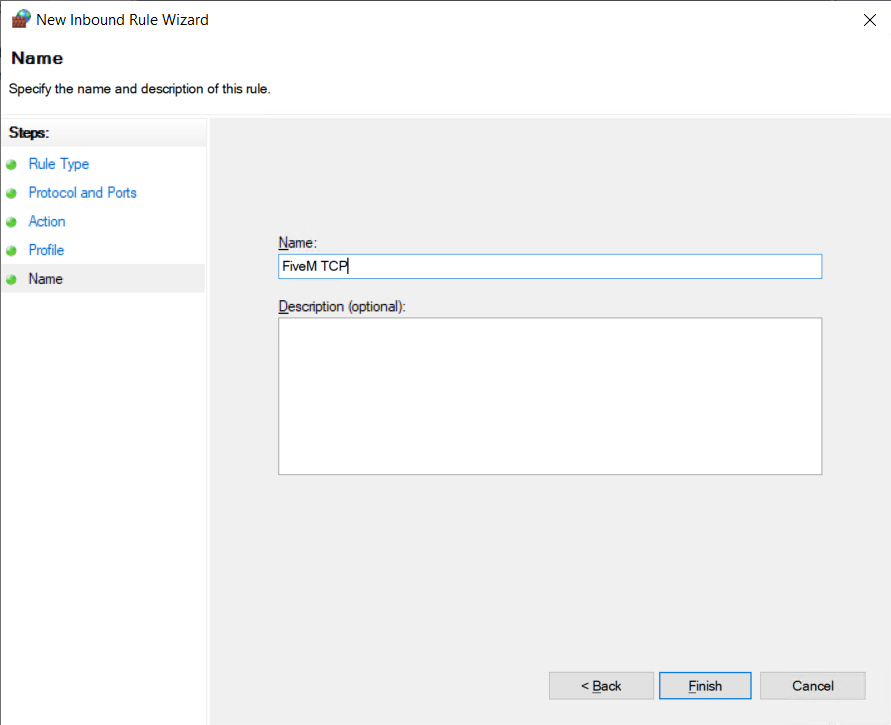 New Inbound Rule Wizard
Name
Specify the name and description of this rule.
Steps:
Rule Type
Protocol and Ports
Action
Profile
Name
Name:
FiveM TCP
Description (optional):
< Back
Finish
Cancel